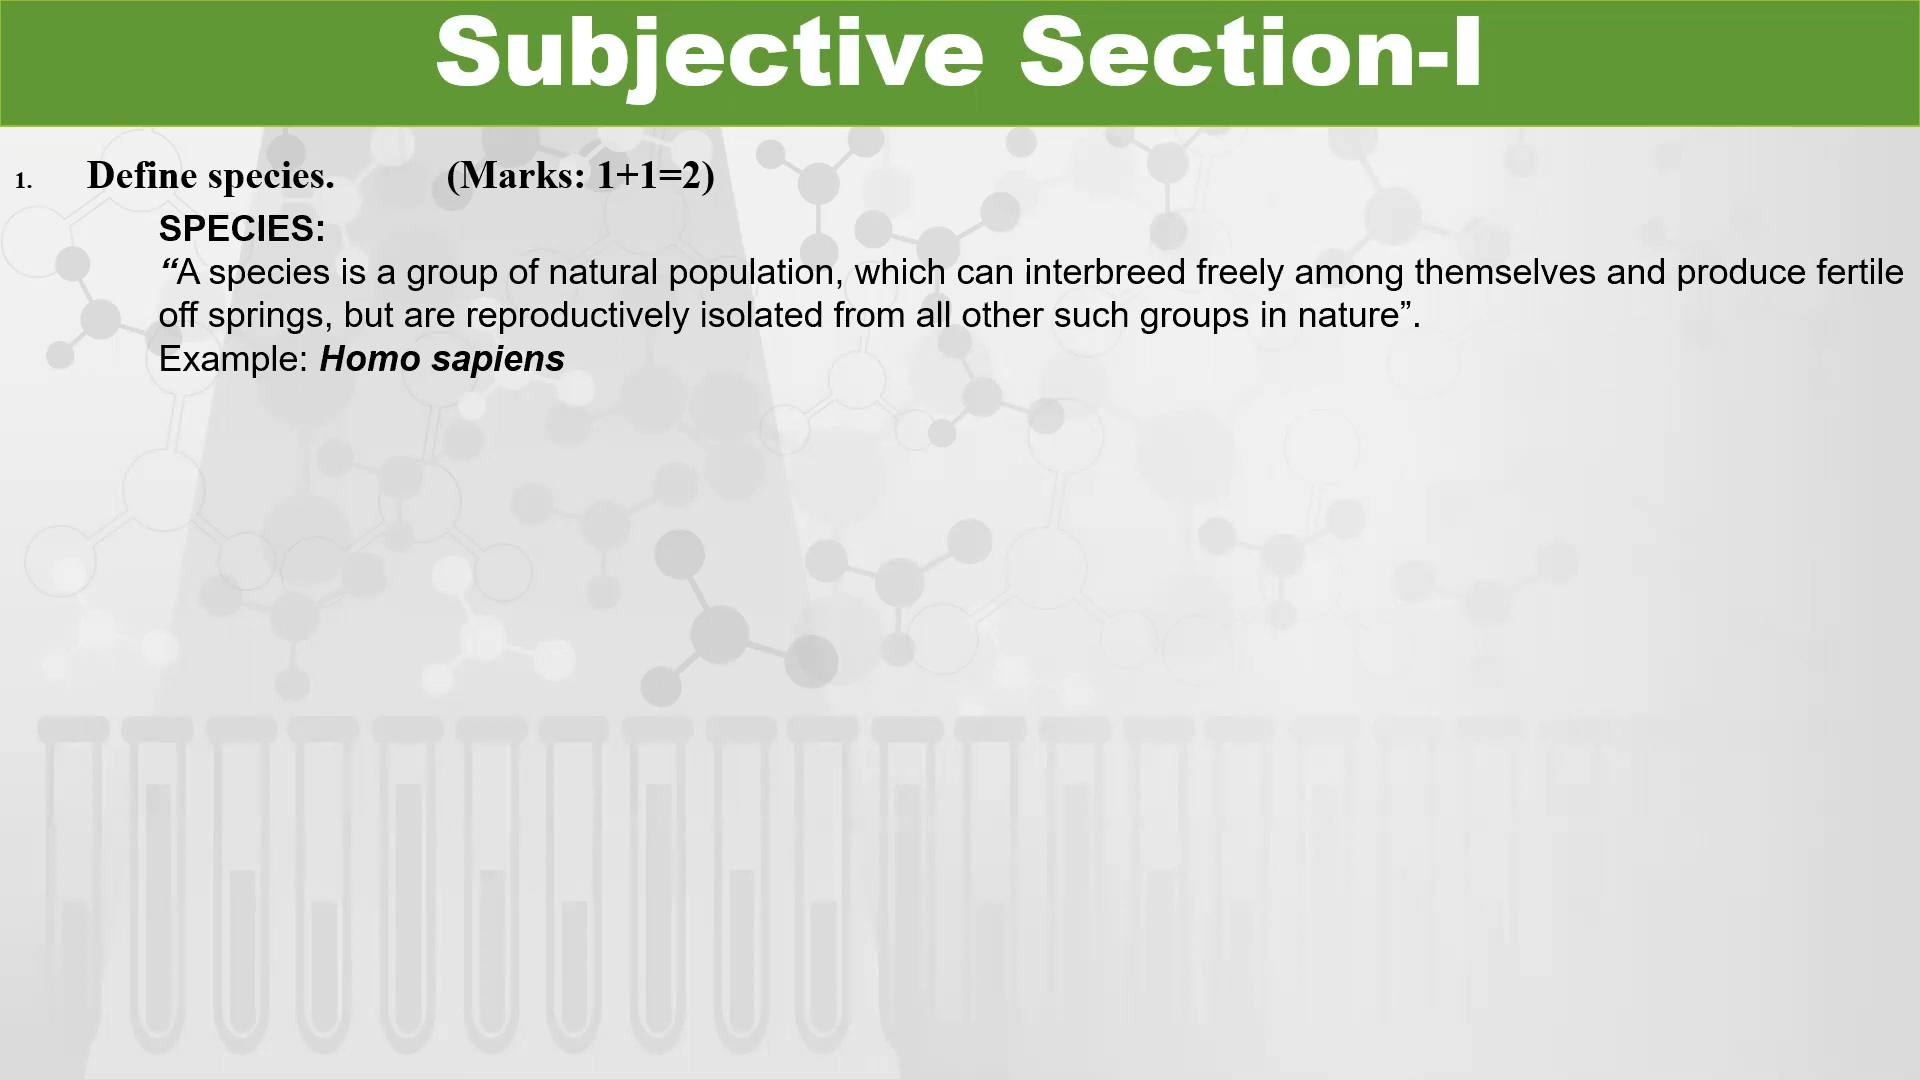 Subjective Section-I
1. Define species. (Marks: 1+1=2)
SPECIES:
“A species is a group of natural population, which can interbreed freely among themselves and produce fertile
off springs, but are reproductively isolated from all other such groups in nature”.
Example: Homo sapiens